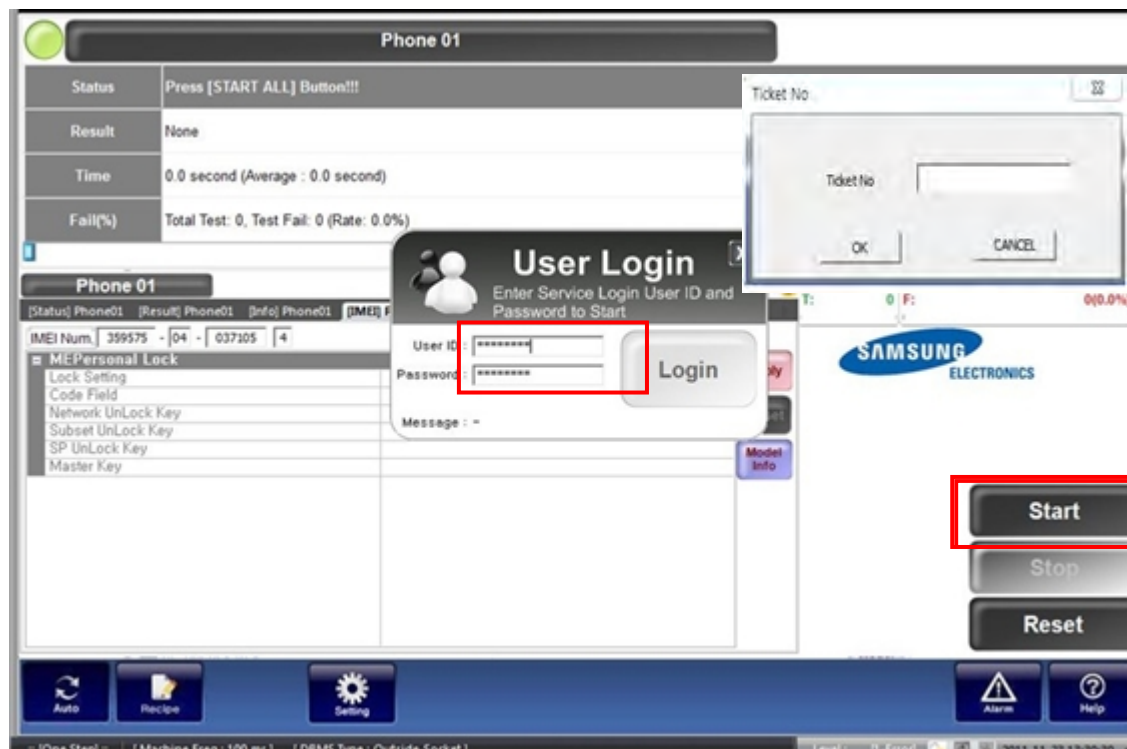 Phone 01
Status Press [START ALL] Button!!!
Result None
Time 0.0 second (Average : 0.0 second)
Fail(%) Total Test: 0, Test Fail: 0 (Rate: 0.0%)
Ticket No
Ticket No
OK CANCEL
User Login
Enter Service Login User ID and
Password to Start
User ID : ********
Password : ********
Login
Message : -
Phone 01
[Status] Phone01 [Result] Phone01 [Info] Phone01 [IMEI]
T: 0 F: 0(0.0%
IMEI Num. 359575 - 04 - 037105 4
MEPersonal Lock
Lock Setting
Code Field
Network UnLock Key
Subset UnLock Key
SP UnLock Key
Master Key
Model
Info
SAMSUNG
ELECTRONICS
Start
Stop
Reset
Auto
Recipe
Setting
Alarm
Help